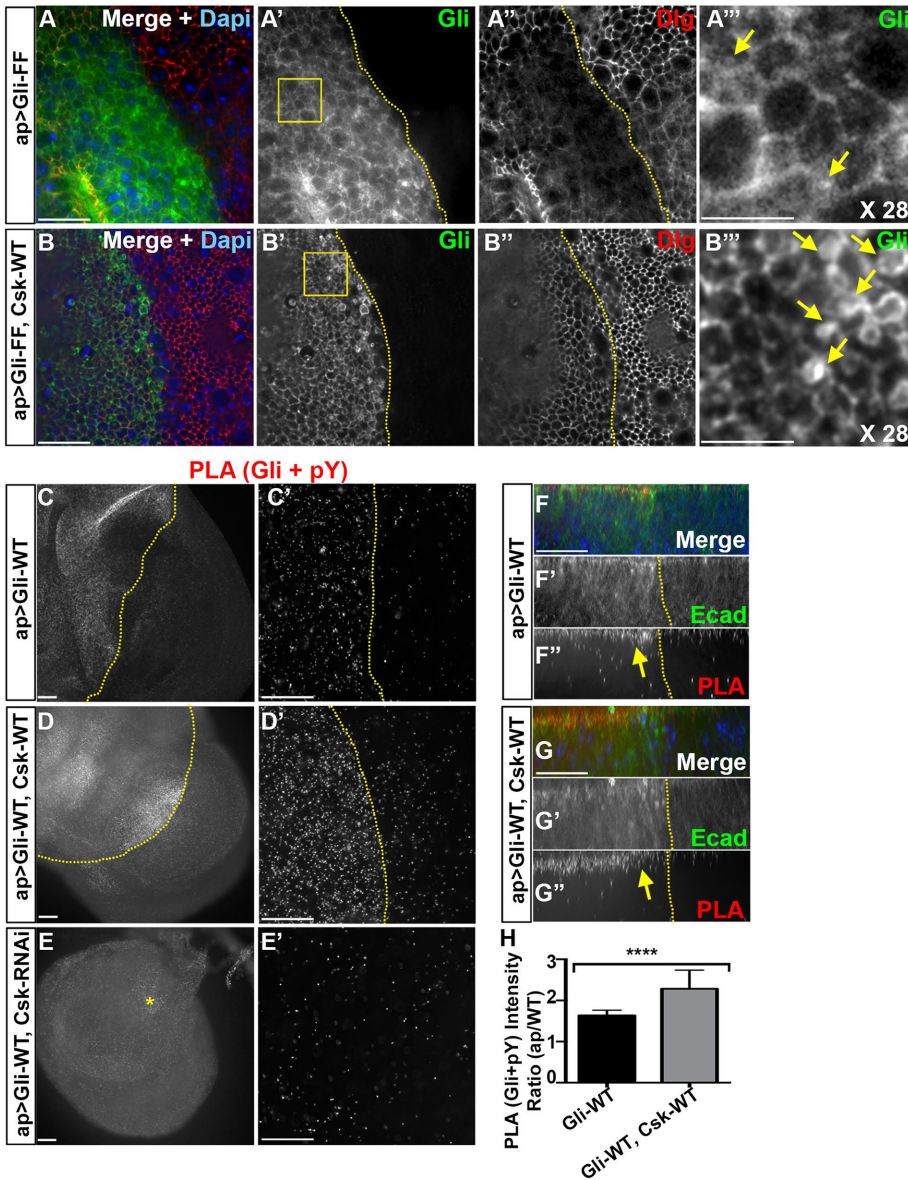 ap>Gli-FF
A
Merge + Dapi
A’
Gli
A’’
Dlg
A’’’
Gli
X 28
ap>Gli-FF, Csk-WT
B
Merge + Dapi
B’
Gli
B’’
Dlg
B’’’
Gli
X 28
PLA (Gli + pY)
ap>Gli-WT
C
C’
ap>Gli-WT, Csk-WT
D
D’
ap>Gli-WT, Csk-RNAi
E
*
E’
ap>Gli-WT
F
Merge
F’
Ecad
F’’
PLA
ap>Gli-WT, Csk-WT
G
Merge
G’
Ecad
G’’
PLA
H
****
PLA (Gli+pY) Intensity
Ratio (ap/WT)
3
2
1
0
Gli-WT
Gli-WT, Csk-WT